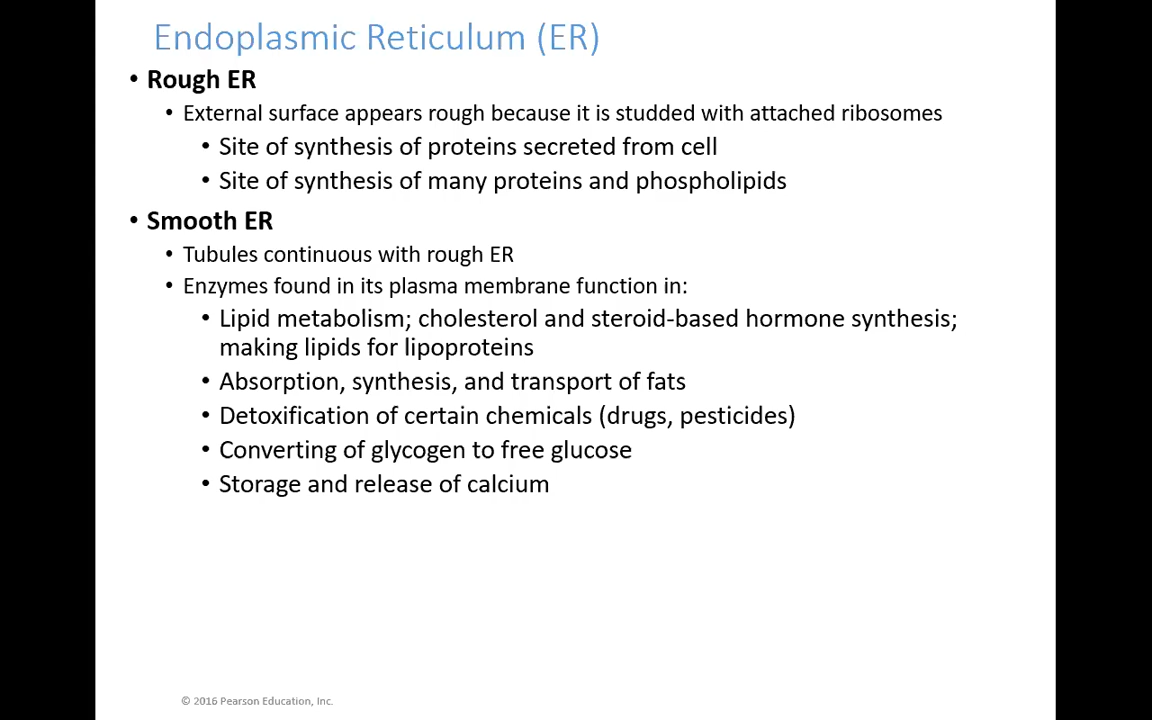 Endoplasmic Reticulum (ER)
• Rough ER
• External surface appears rough because it is studded with attached ribosomes
• Site of synthesis of proteins secreted from cell
• Site of synthesis of many proteins and phospholipids
• Smooth ER
• Tubules continuous with rough ER
• Enzymes found in its plasma membrane function in:
• Lipid metabolism; cholesterol and steroid-based hormone synthesis;
making lipids for lipoproteins
• Absorption, synthesis, and transport of fats
• Detoxification of certain chemicals (drugs, pesticides)
• Converting of glycogen to free glucose
• Storage and release of calcium
© 2016 Pearson Education, Inc.